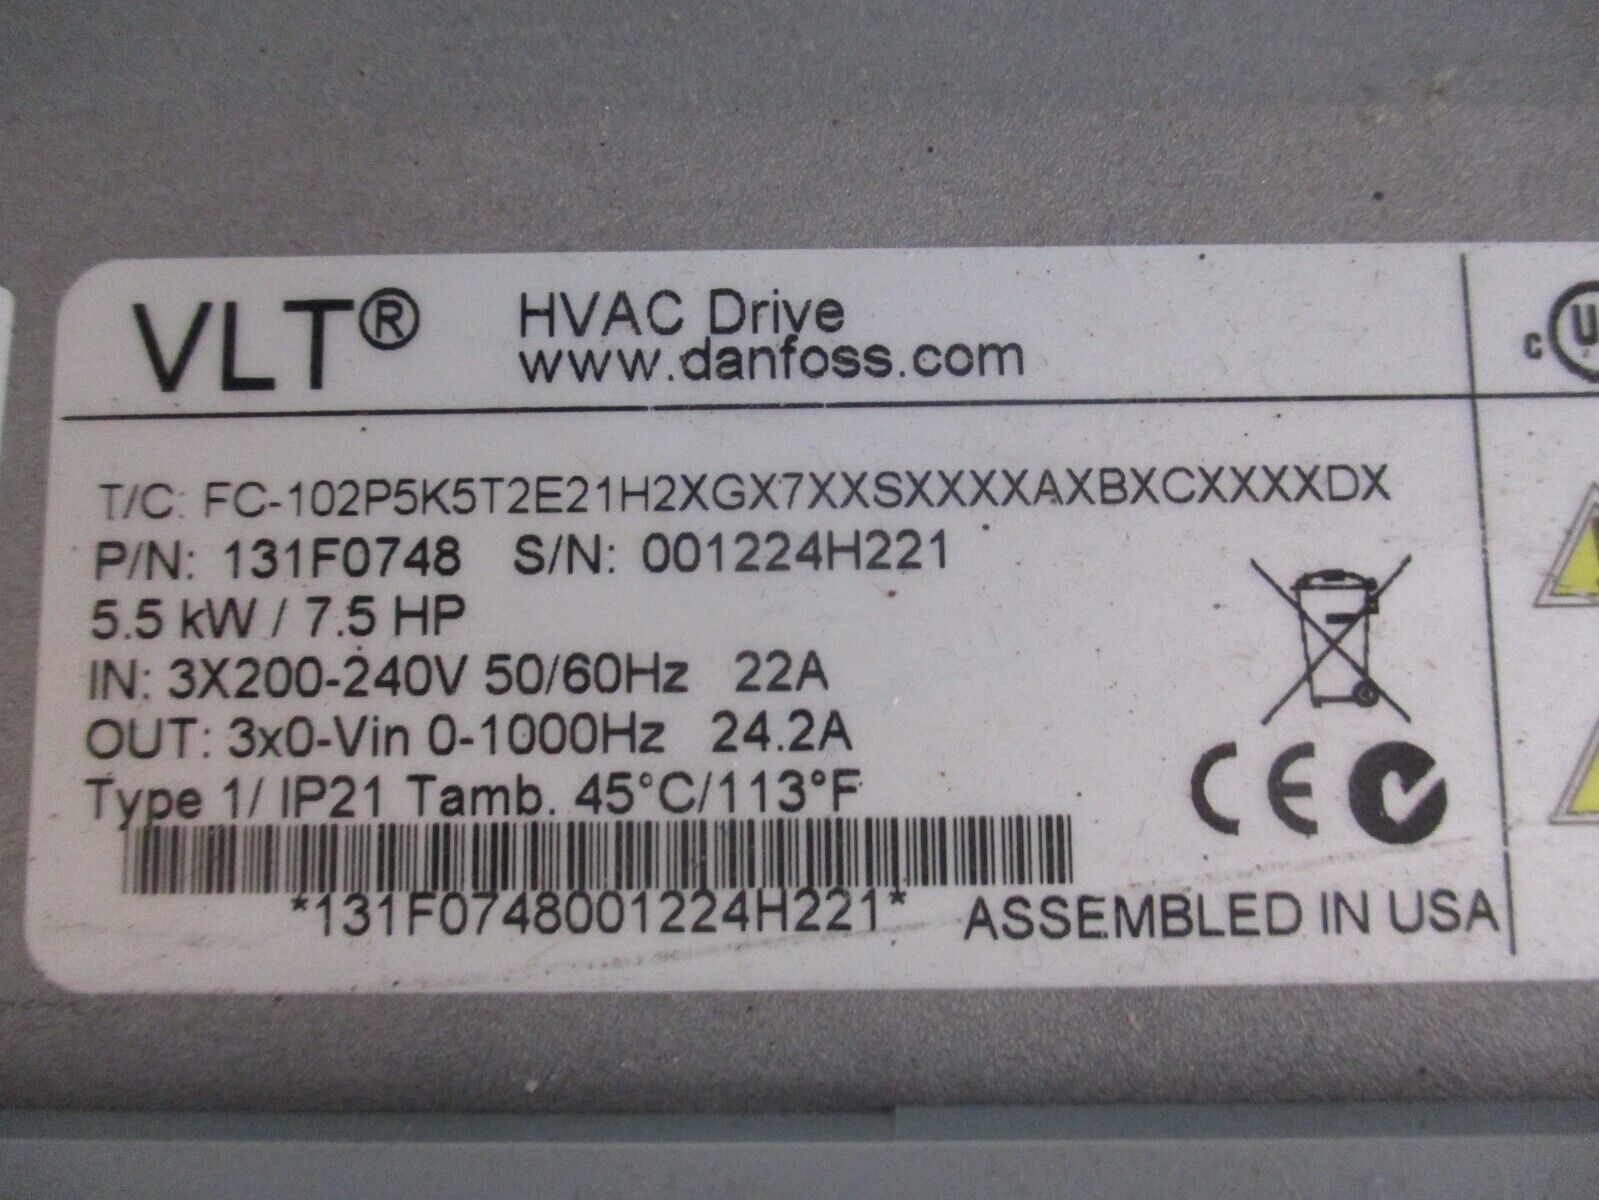 VLT® HVAC Drive
www.danfoss.com
T/C: FC-102P5K5T2E21H2XGX7XXSXXXXAXBXCXXXXDX
P/N: 131F0748 S/N: 001224H221
5.5 kW / 7.5 HP
IN: 3X200-240V 50/60Hz 22A
OUT: 3x0-Vin 0-1000Hz 24.2A
Type 1/ IP21 Tamb. 45°C/113°F
CE
*131F0748001224H221* ASSEMBLED IN USA
c U